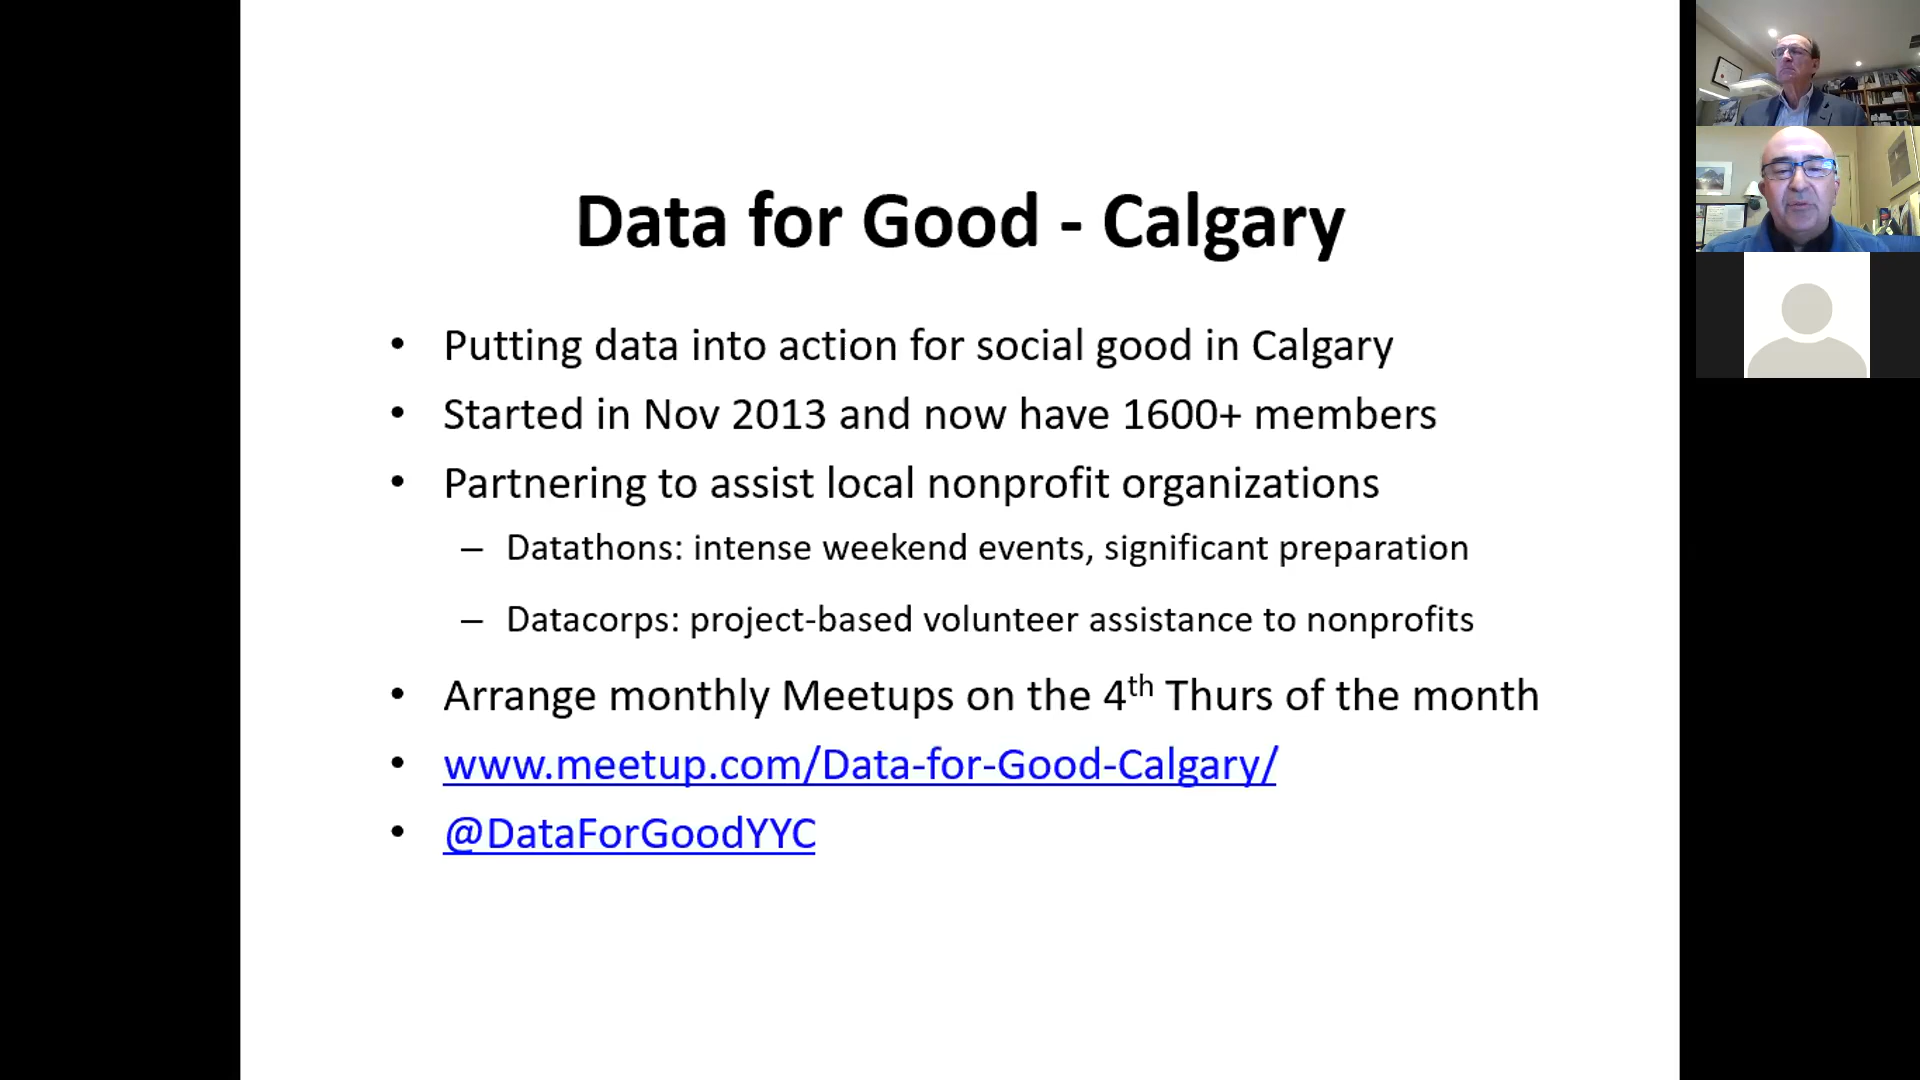 Data for Good - Calgary
• Putting data into action for social good in Calgary
• Started in Nov 2013 and now have 1600+ members
• Partnering to assist local nonprofit organizations
– Datathons: intense weekend events, significant preparation
– Datacorps: project-based volunteer assistance to nonprofits
• Arrange monthly Meetups on the 4th Thurs of the month
• www.meetup.com/Data-for-Good-Calgary/
• @DataForGoodYYC